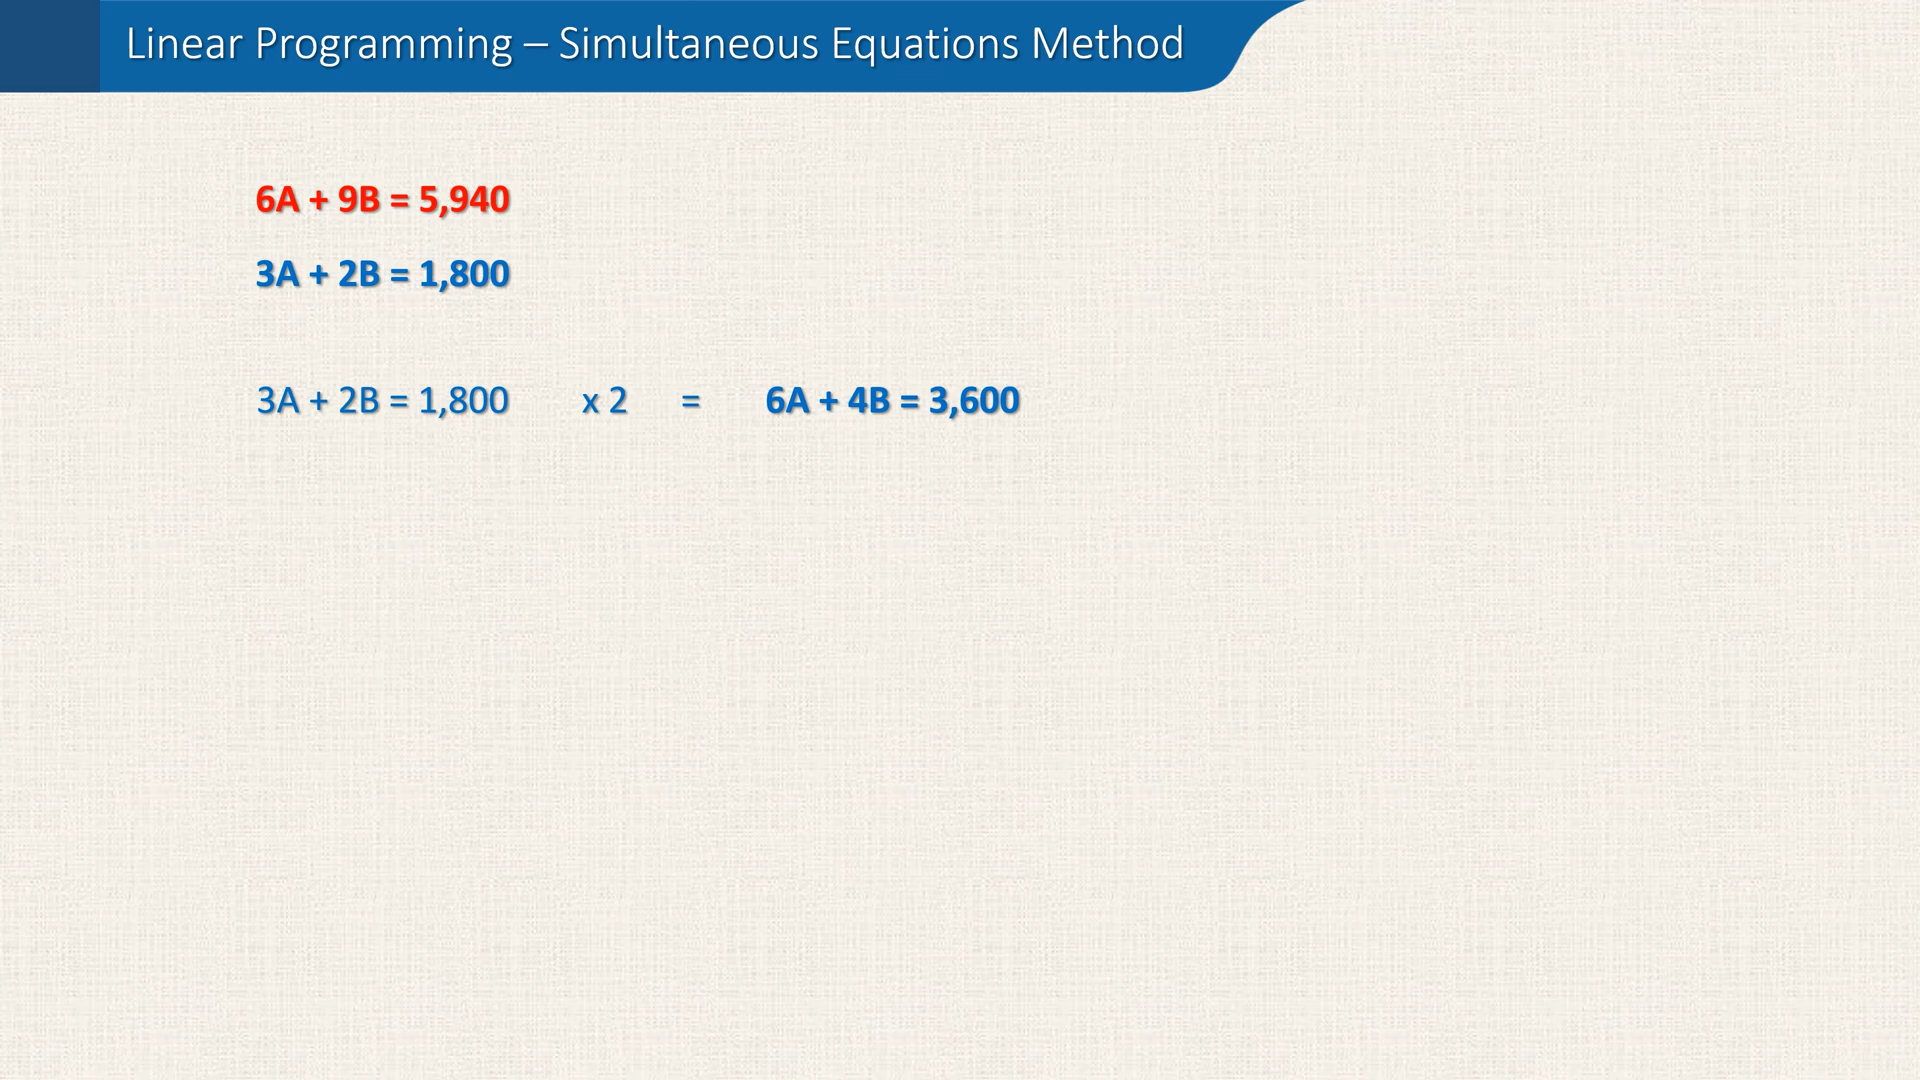 Linear Programming – Simultaneous Equations Method
6A + 9B = 5,940
3A + 2B = 1,800
3A + 2B = 1,800 x 2 = 6A + 4B = 3,600